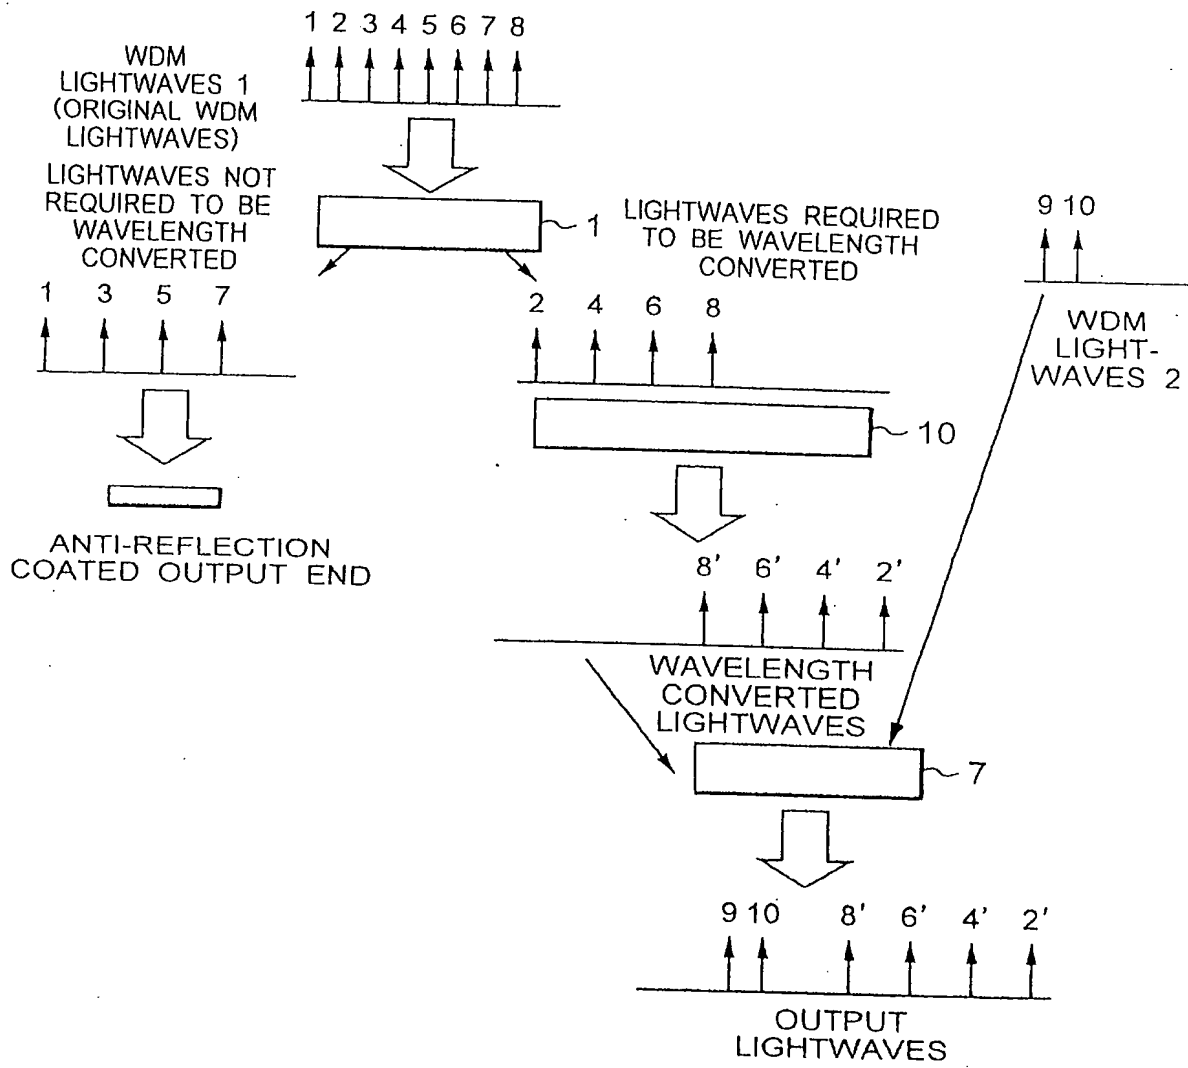 1 2 3 4 5 6 7 8
WDM
LIGHTWAVES 1
(ORIGINAL WDM
LIGHTWAVES)
LIGHTWAVES NOT
REQUIRED TO BE
WAVELENGTH
CONVERTED
1
LIGHTWAVES REQUIRED
TO BE WAVELENGTH
CONVERTED
9 10
WDM
LIGHT-
WAVES 2
1 3 5 7
2 4 6 8
10
ANTI-REFLECTION
COATED OUTPUT END
8' 6' 4' 2'
WAVELENGTH
CONVERTED
LIGHTWAVES
7
9 10 8' 6' 4' 2'
OUTPUT
LIGHTWAVES